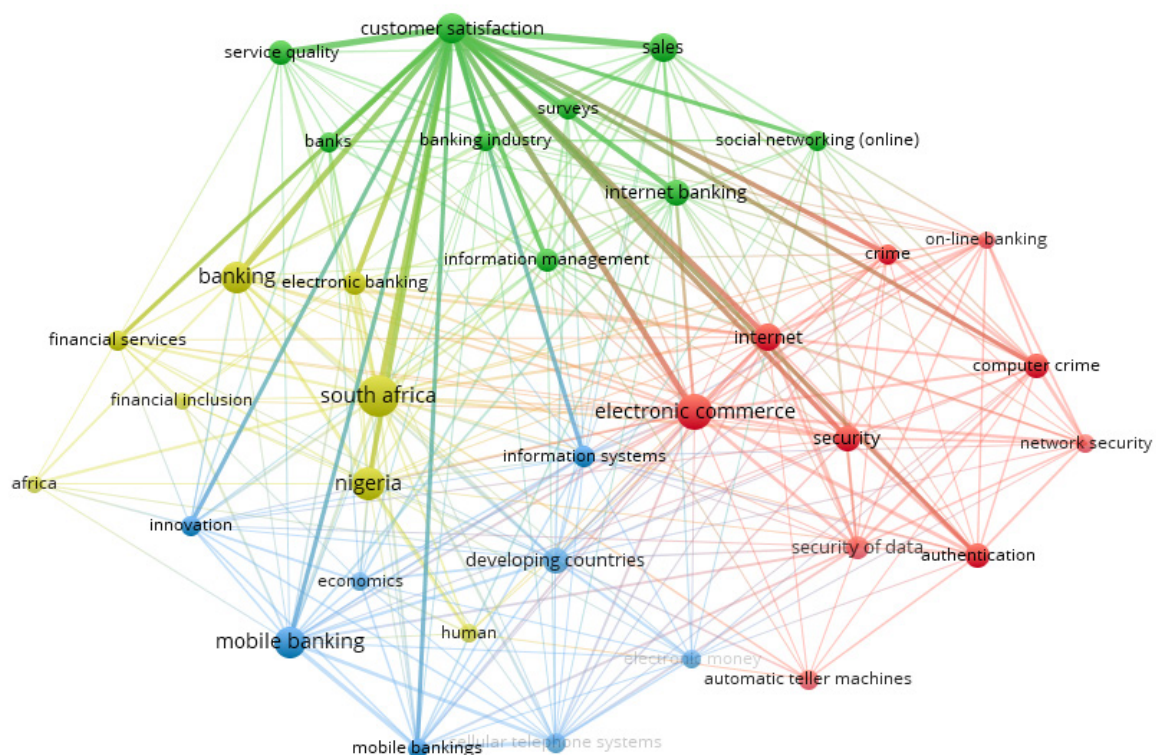 customer satisfaction
service quality
sales
surveys
banks
banking industry
social networking (online)
internet banking
on-line banking
crime
information management
banking
electronic banking
financial services
internet
computer crime
south africa
financial inclusion
electronic commerce
security
network security
information systems
africa
nigeria
innovation
security of data
authentication
developing countries
economics
human
mobile banking
electronic money
automatic teller machines
cellular telephone systems
mobile bankings